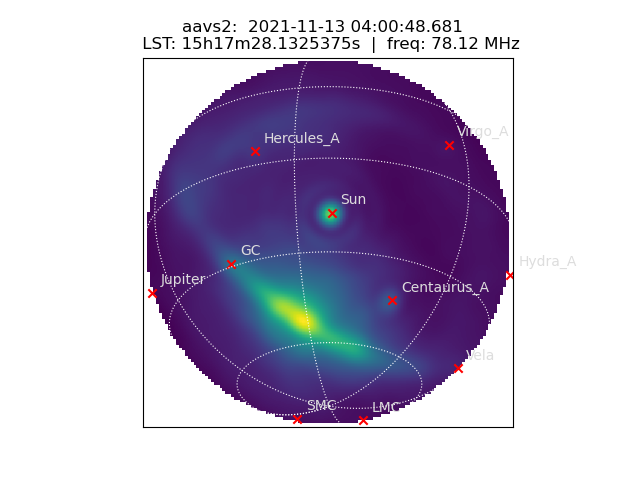 aavs2:  2021-11-13 04:00:48.681
LST: 15h17m28.1325375s  |  freq: 78.12 MHz
Virgo_A
Hercules_A
Sun
GC
Hydra_A
Jupiter
Centaurus_A
Vela
SMC
LMC